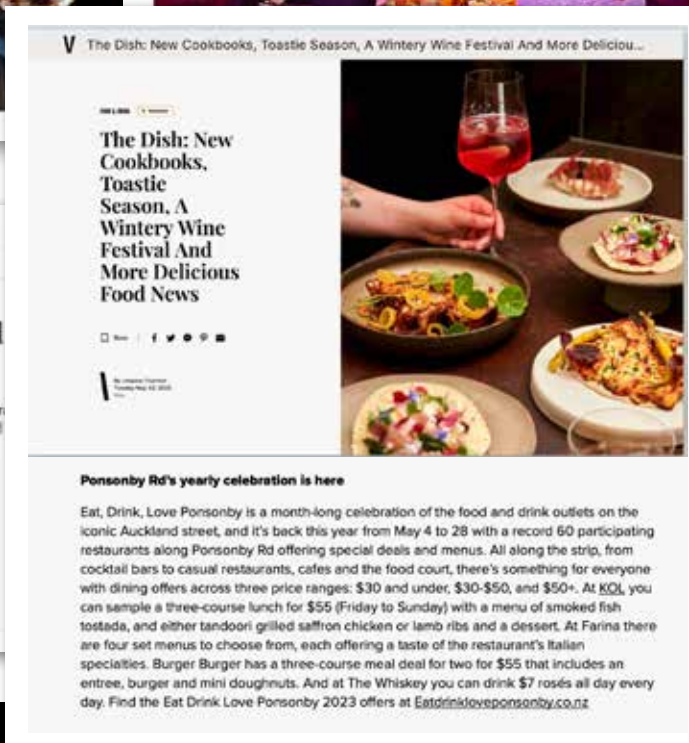 V The Dish: New Cookbooks, Toastie Season, A Wintery Wine Festival And More Deliciou...
The Dish: New
Cookbooks,
Toastie
Season, A
Wintery Wine
Festival And
More Delicious
Food News
Ponsonby Rd's yearly celebration is here
Eat, Drink, Love Ponsonby is a month-long celebration of the food and drink outlets on the
iconic Auckland street, and it's back this year from May 4 to 28 with a record 60 participating
restaurants along Ponsonby Rd offering special deals and menus. All along the strip, from
cocktail bars to casual restaurants, cafes and the food court, there's something for everyone
with dining offers across three price ranges: $30 and under, $30-$50, and $50+. At KOL you
can sample a three-course lunch for $55 (Friday to Sunday) with a menu of smoked fish
tostada, and either tandoori grilled saffron chicken or lamb ribs and a dessert. At Farina there
are four set menus to choose from, each offering a taste of the restaurant's Italian
specialties. Burger Burger has a three-course meal deal for two for $55 that includes an
entree, burger and mini doughnuts. And at The Whiskey you can drink $7 rosés all day every
day. Find the Eat Drink Love Ponsonby 2023 offers at Eatdrinkloveponsonby.co.nz